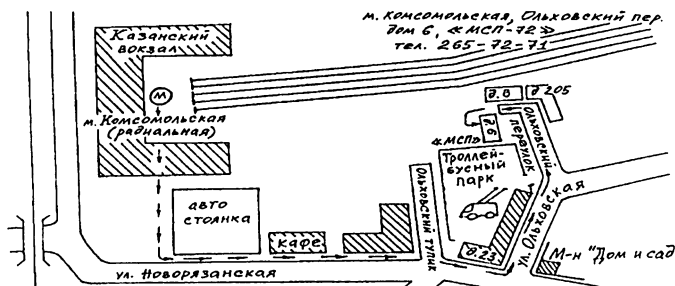 м. Комсомольская, Ольховский пер.
дом 6, «МСП-72»
тел. 265-72-71
Казанский
вокзал
М
м. Комсомольская
(радиальная)
д. 8
д. 205
д. 6
«МСП»
Ольховский
переулок
Троллей-
бусный
парк
Ольховский тупик
ул. Ольховская
авто
стоянка
кафе
д. 23
М-н "Дом и сад
ул. Новорязанская